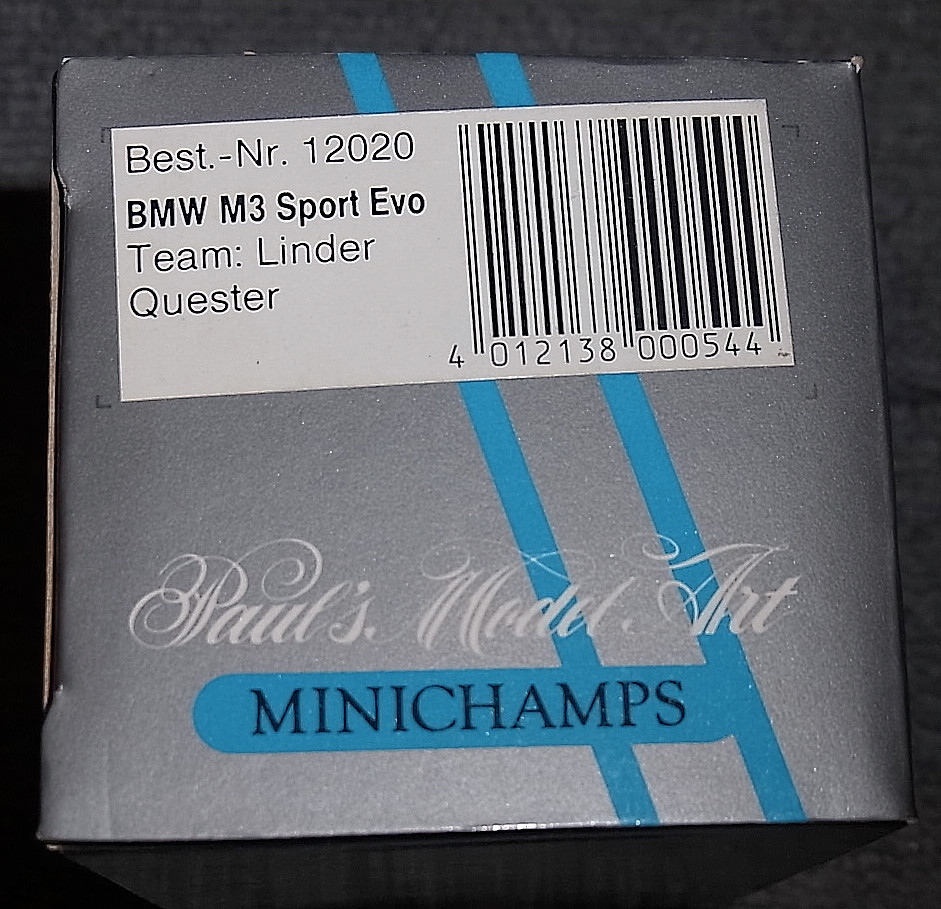 Best.-Nr. 12020
BMW M3 Sport Evo
Team: Linder
Quester
4 012138 000544
Paul's Model Art
MINICHAMPS